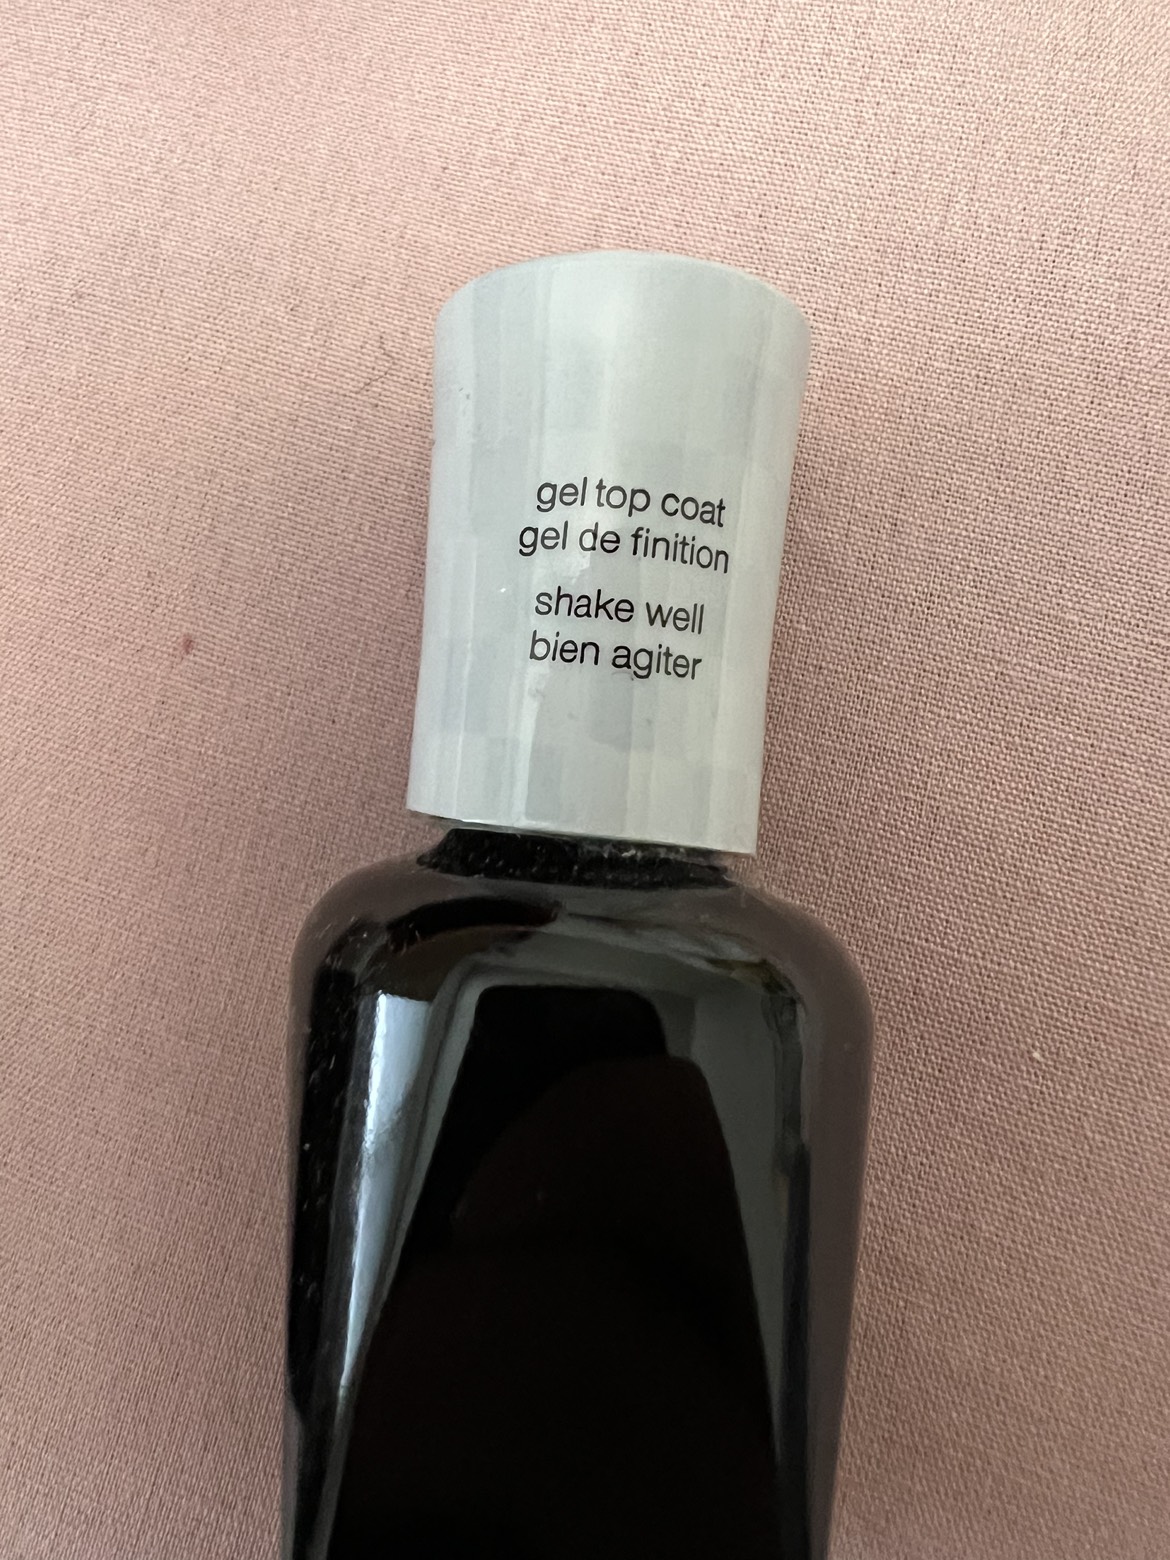 gel top coat
gel de finition
shake well
bien agiter